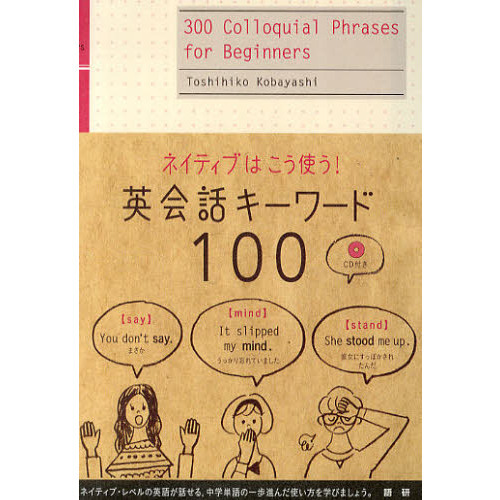 300 Colloquial Phrases
for Beginners
Toshihiko Kobayashi
ネイティブはこう使う!
英会話キーワード
100
CD付き
【say】
You don't say.
まさか
【mind】
It slipped
my mind.
うっかり忘れていました
【stand】
She stood me up.
彼女にすっぽかされ
たんだ
ネイティブ・レベルの英語が話せる、中学単語の一歩進んだ使い方を学びましょう。 語研